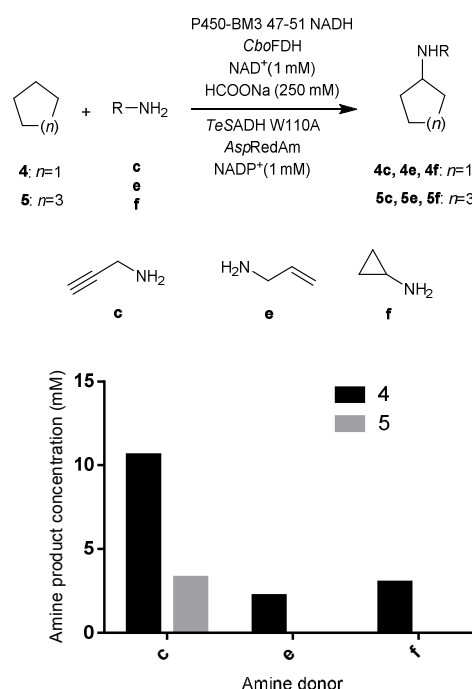 P450-BM3 47-51 NADH
CboFDH
NAD+(1 mM)
HCOONa (250 mM)
TeSADH W110A
AspRedAm
NADP+(1 mM)
(n)
+
R—NH2
NHR
(n)
4: n=1
5: n=3
c
e
f
4c, 4e, 4f: n=1
5c, 5e, 5f: n=3
NH2
H2N
NH2
c
e
f
Amine product concentration (mM)
15
10
5
0
4
5
c
e
f
Amine donor